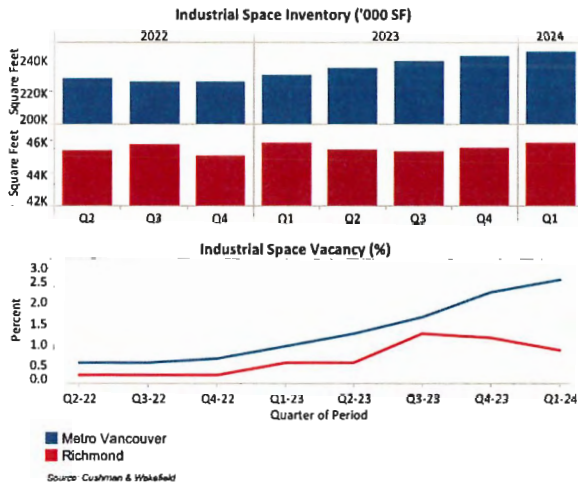 Industrial Space Inventory ('000 SF)
2022 2023 2024
Square Feet
240K
220K
200K
Square Feet
46K
44K
42K
Q2 Q3 Q4 Q1 Q2 Q3 Q4 Q1
Industrial Space Vacancy (%)
Percent
3.0
2.5
2.0
1.5
1.0
0.5
0.0
Q2-22 Q3-22 Q4-22 Q1-23 Q2-23 Q3-23 Q4-23 Q1-24
Quarter of Period
Metro Vancouver
Richmond
Source: Cushman & Wakefield